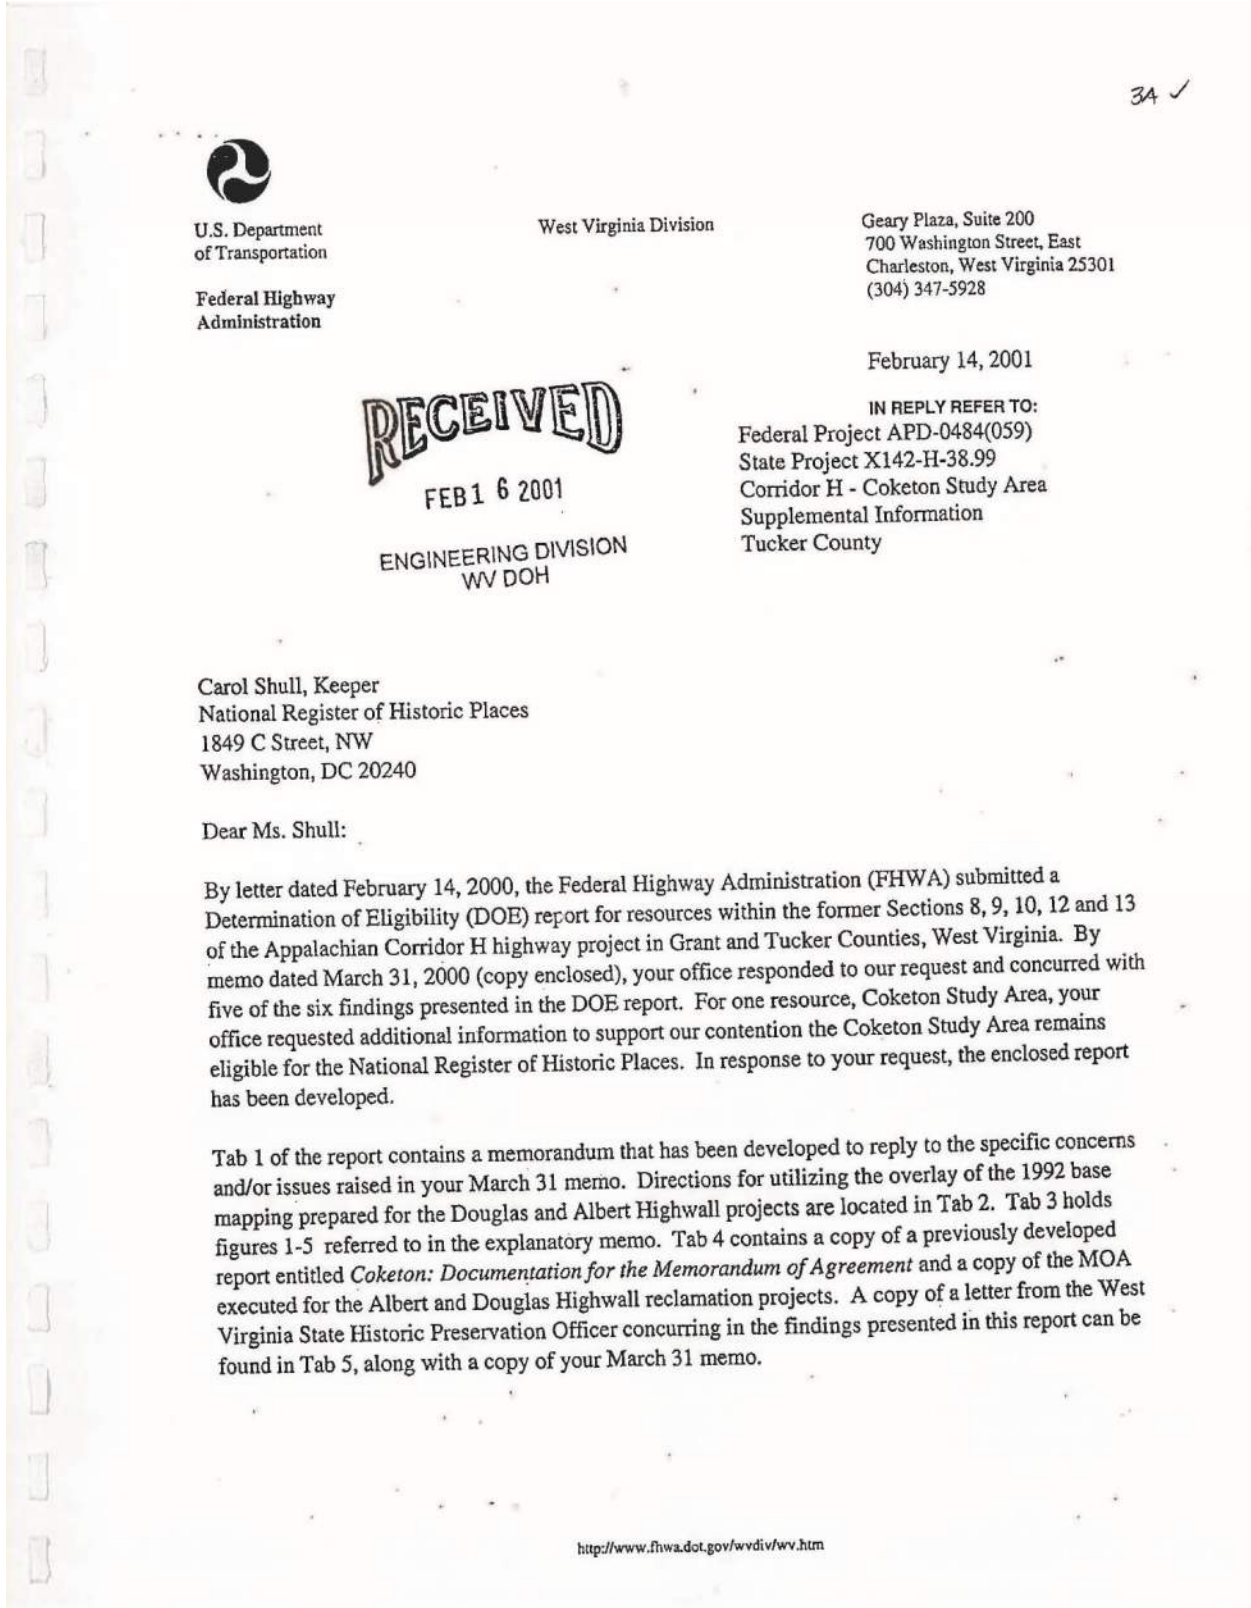 3A ✓
U.S. Department
of Transportation
Federal Highway
Administration
West Virginia Division
Geary Plaza, Suite 200
700 Washington Street, East
Charleston, West Virginia 25301
(304) 347-5928
February 14, 2001
IN REPLY REFER TO:
Federal Project APD-0484(059)
State Project X142-H-38.99
Corridor H - Coketon Study Area
Supplemental Information
Tucker County
RECEIVED
FEB 16 2001
ENGINEERING DIVISION
WV DOH
Carol Shull, Keeper
National Register of Historic Places
1849 C Street, NW
Washington, DC 20240
Dear Ms. Shull:
By letter dated February 14, 2000, the Federal Highway Administration (FHWA) submitted a
Determination of Eligibility (DOE) report for resources within the former Sections 8, 9, 10, 12 and 13
of the Appalachian Corridor H highway project in Grant and Tucker Counties, West Virginia. By
memo dated March 31, 2000 (copy enclosed), your office responded to our request and concurred with
five of the six findings presented in the DOE report. For one resource, Coketon Study Area, your
office requested additional information to support our contention the Coketon Study Area remains
eligible for the National Register of Historic Places. In response to your request, the enclosed report
has been developed.
Tab 1 of the report contains a memorandum that has been developed to reply to the specific concerns
and/or issues raised in your March 31 memo. Directions for utilizing the overlay of the 1992 base
mapping prepared for the Douglas and Albert Highwall projects are located in Tab 2. Tab 3 holds
figures 1-5 referred to in the explanatory memo. Tab 4 contains a copy of a previously developed
report entitled Coketon: Documentation for the Memorandum of Agreement and a copy of the MOA
executed for the Albert and Douglas Highwall reclamation projects. A copy of a letter from the West
Virginia State Historic Preservation Officer concurring in the findings presented in this report can be
found in Tab 5, along with a copy of your March 31 memo.
http://www.fhwa.dot.gov/wvdiv/wv.htm